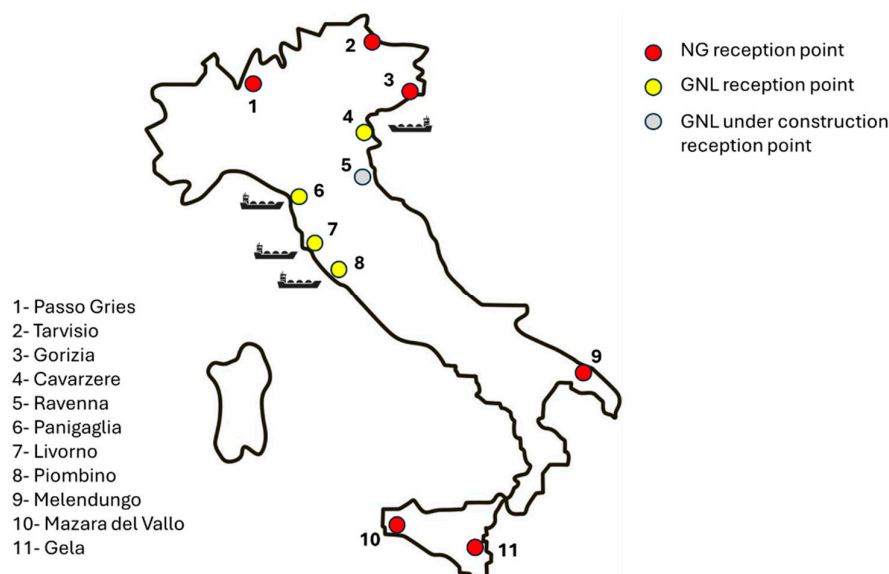 NG reception point
GNL reception point
GNL under construction
reception point
2
1
3
4
5
6
7
8
9
10
11
1- Passo Gries
2- Tarvisio
3- Gorizia
4- Cavarzere
5- Ravenna
6- Panigaglia
7- Livorno
8- Piombino
9- Melendungo
10- Mazara del Vallo
11- Gela